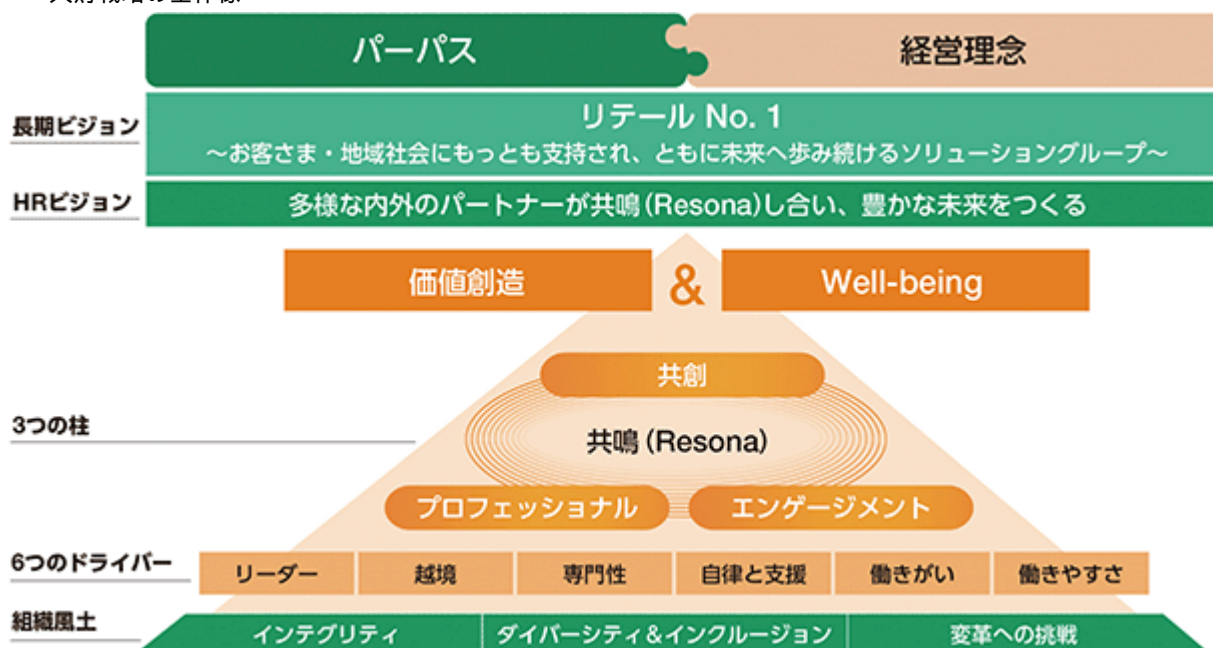 パーパス
経営理念
長期ビジョン
リテール No. 1
~お客さま・地域社会にもっとも支持され、ともに未来へ歩み続けるソリューショングループ~
HRビジョン
多様な内外のパートナーが共鳴(Resona)し合い、豊かな未来をつくる
価値創造
&
Well-being
共創
3つの柱
共鳴(Resona)
プロフェッショナル
エンゲージメント
6つのドライバー
リーダー
越境
専門性
自律と支援
働きがい
働きやすさ
組織風土
インテグリティ
ダイバーシティ&インクルージョン
変革への挑戦